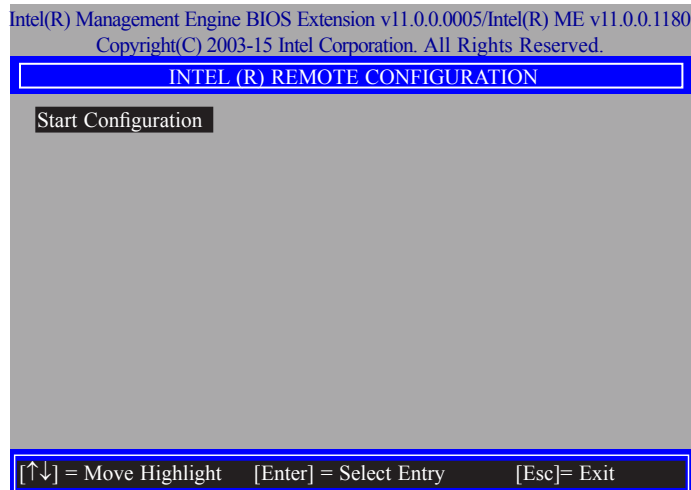 Intel(R) Management Engine BIOS Extension v11.0.0.0005/Intel(R) ME v11.0.0.1180
Copyright(C) 2003-15 Intel Corporation. All Rights Reserved.
INTEL (R) REMOTE CONFIGURATION
Start Configuration
[↑↓] = Move Highlight [Enter] = Select Entry [Esc]= Exit